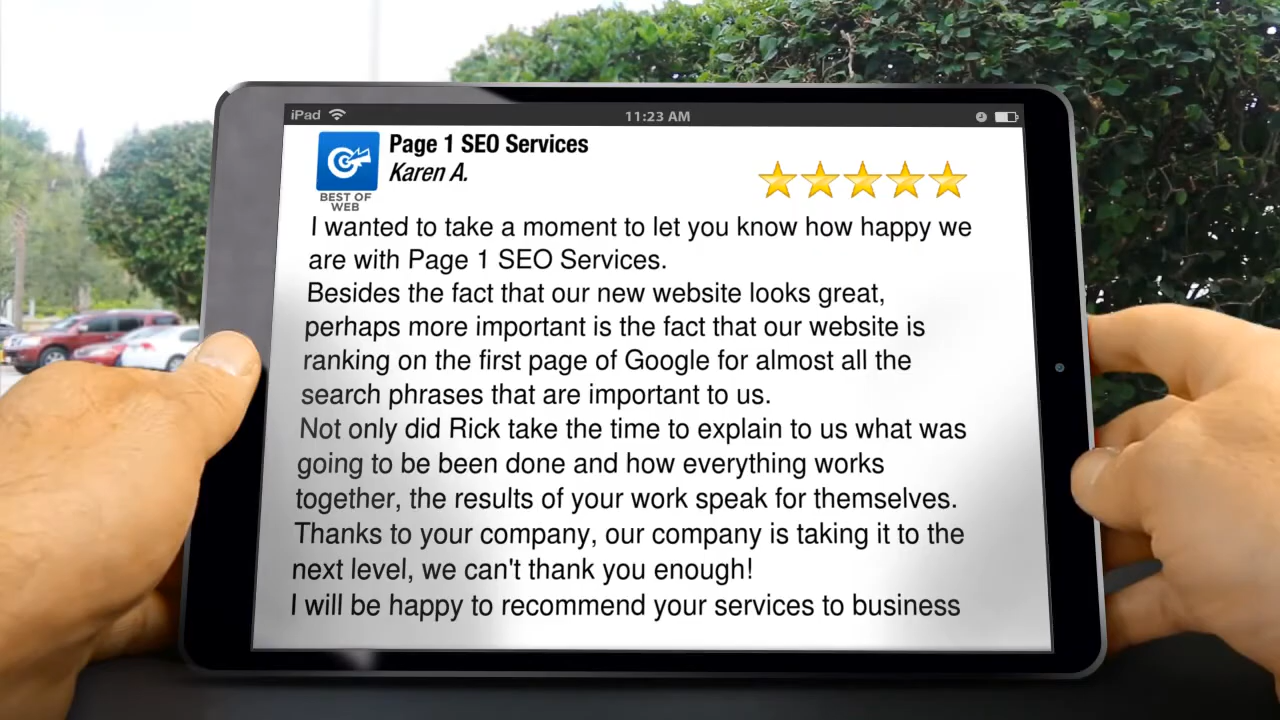 iPad 11:23 AM
Page 1 SEO Services
Karen A.
BEST OF
WEB
I wanted to take a moment to let you know how happy we
are with Page 1 SEO Services.
Besides the fact that our new website looks great,
perhaps more important is the fact that our website is
ranking on the first page of Google for almost all the
search phrases that are important to us.
Not only did Rick take the time to explain to us what was
going to be been done and how everything works
together, the results of your work speak for themselves.
Thanks to your company, our company is taking it to the
next level, we can't thank you enough!
I will be happy to recommend your services to business